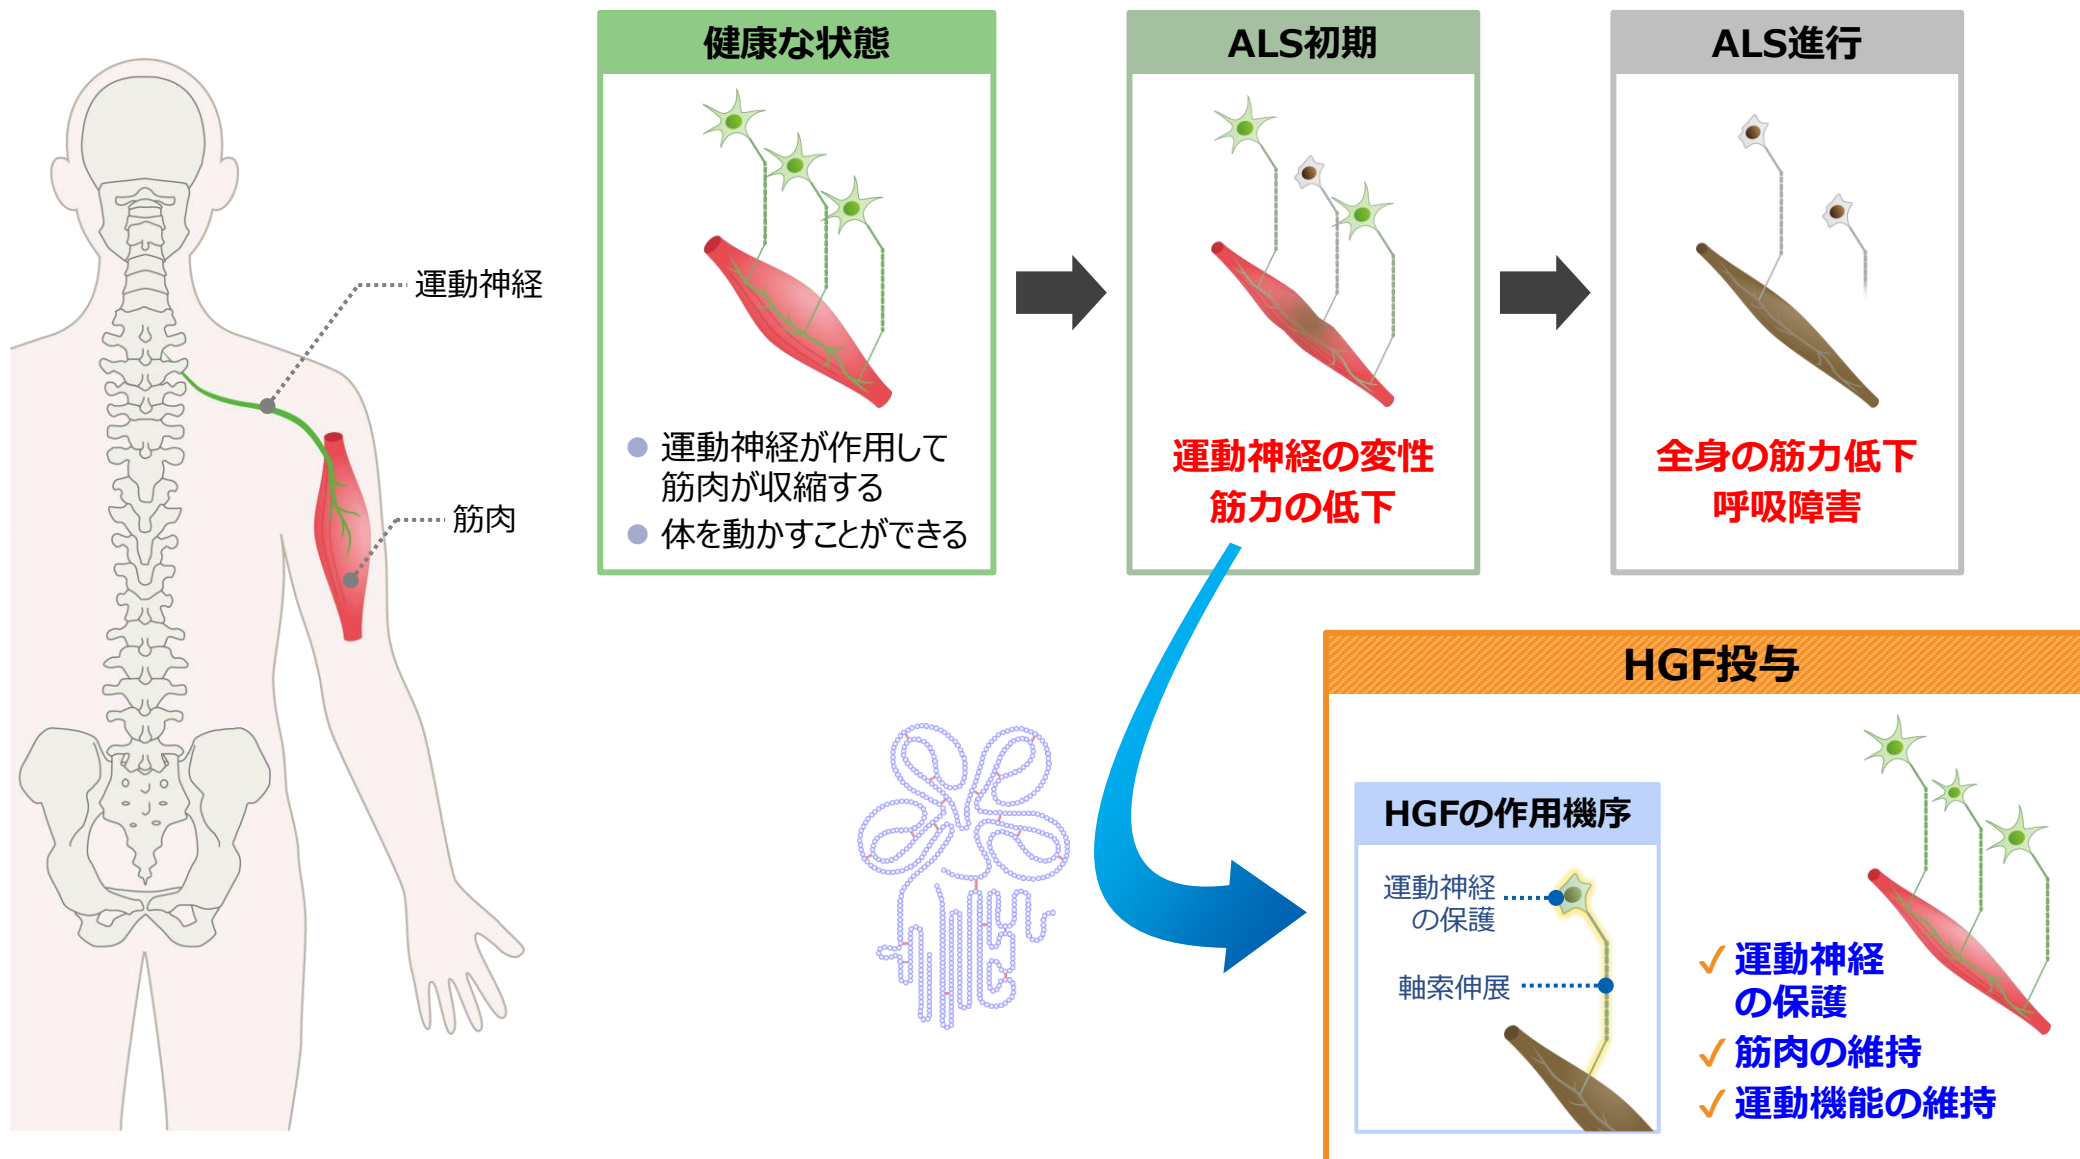 運動神経
筋肉
健康な状態
運動神経が作用して
筋肉が収縮する
体を動かすことができる
ALS初期
運動神経の変性
筋力の低下
ALS進行
全身の筋力低下
呼吸障害
HGF投与
HGFの作用機序
運動神経
の保護
軸索伸展
✓運動神経
の保護
✓筋肉の維持
✓運動機能の維持